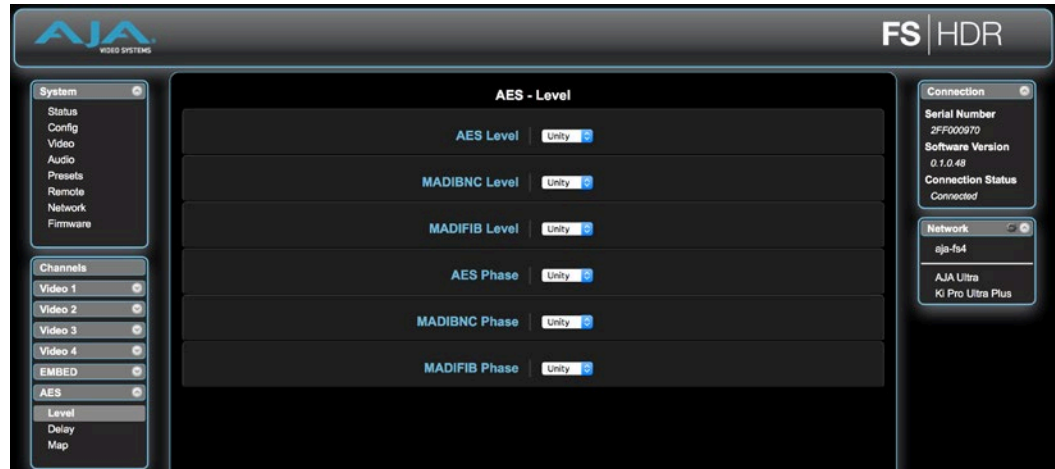 AJA
VIDEO SYSTEMS
FS|HDR
System
Status
Config
Video
Audio
Presets
Remote
Network
Firmware
Channels
Video 1
Video 2
Video 3
Video 4
EMBED
AES
Level
Delay
Map
AES - Level
AES Level Unity
MADIBNC Level Unity
MADIFIB Level Unity
AES Phase Unity
MADIBNC Phase Unity
MADIFIB Phase Unity
Connection
Serial Number
2FF000970
Software Version
0.1.0.48
Connection Status
Connected
Network
aja-fs4
AJA Ultra
Ki Pro Ultra Plus